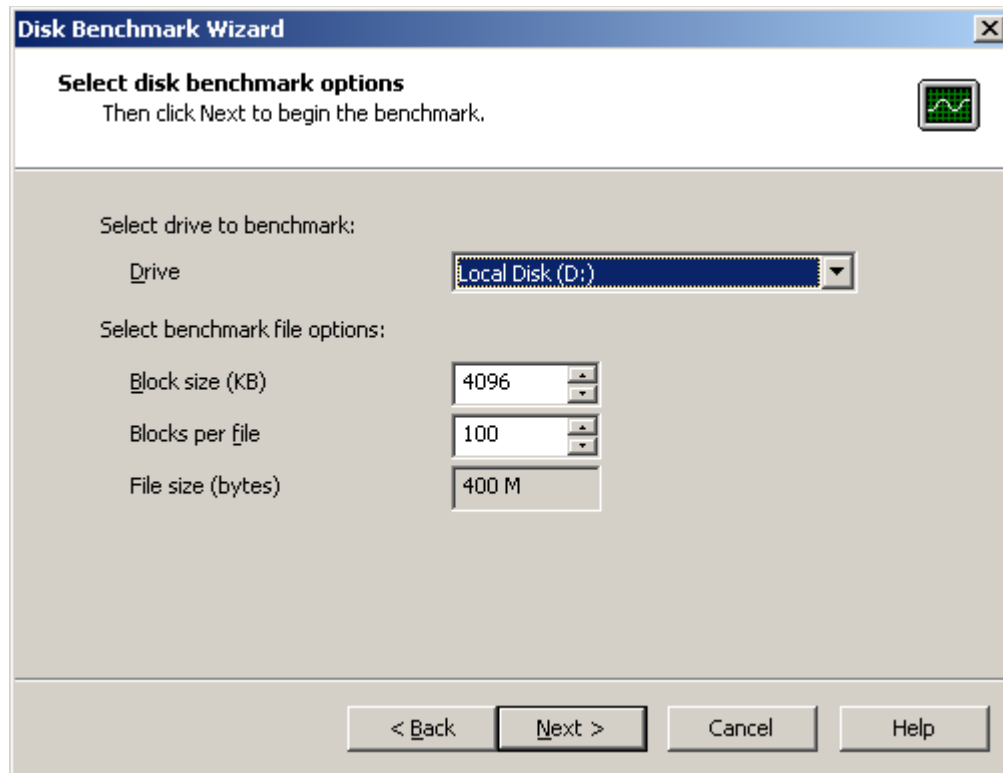 Disk Benchmark Wizard
Select disk benchmark options
Then click Next to begin the benchmark.
Select drive to benchmark:
Drive Local Disk (D:)
Select benchmark file options:
Block size (KB) 4096
Blocks per file 100
File size (bytes) 400 M
< Back Next > Cancel Help